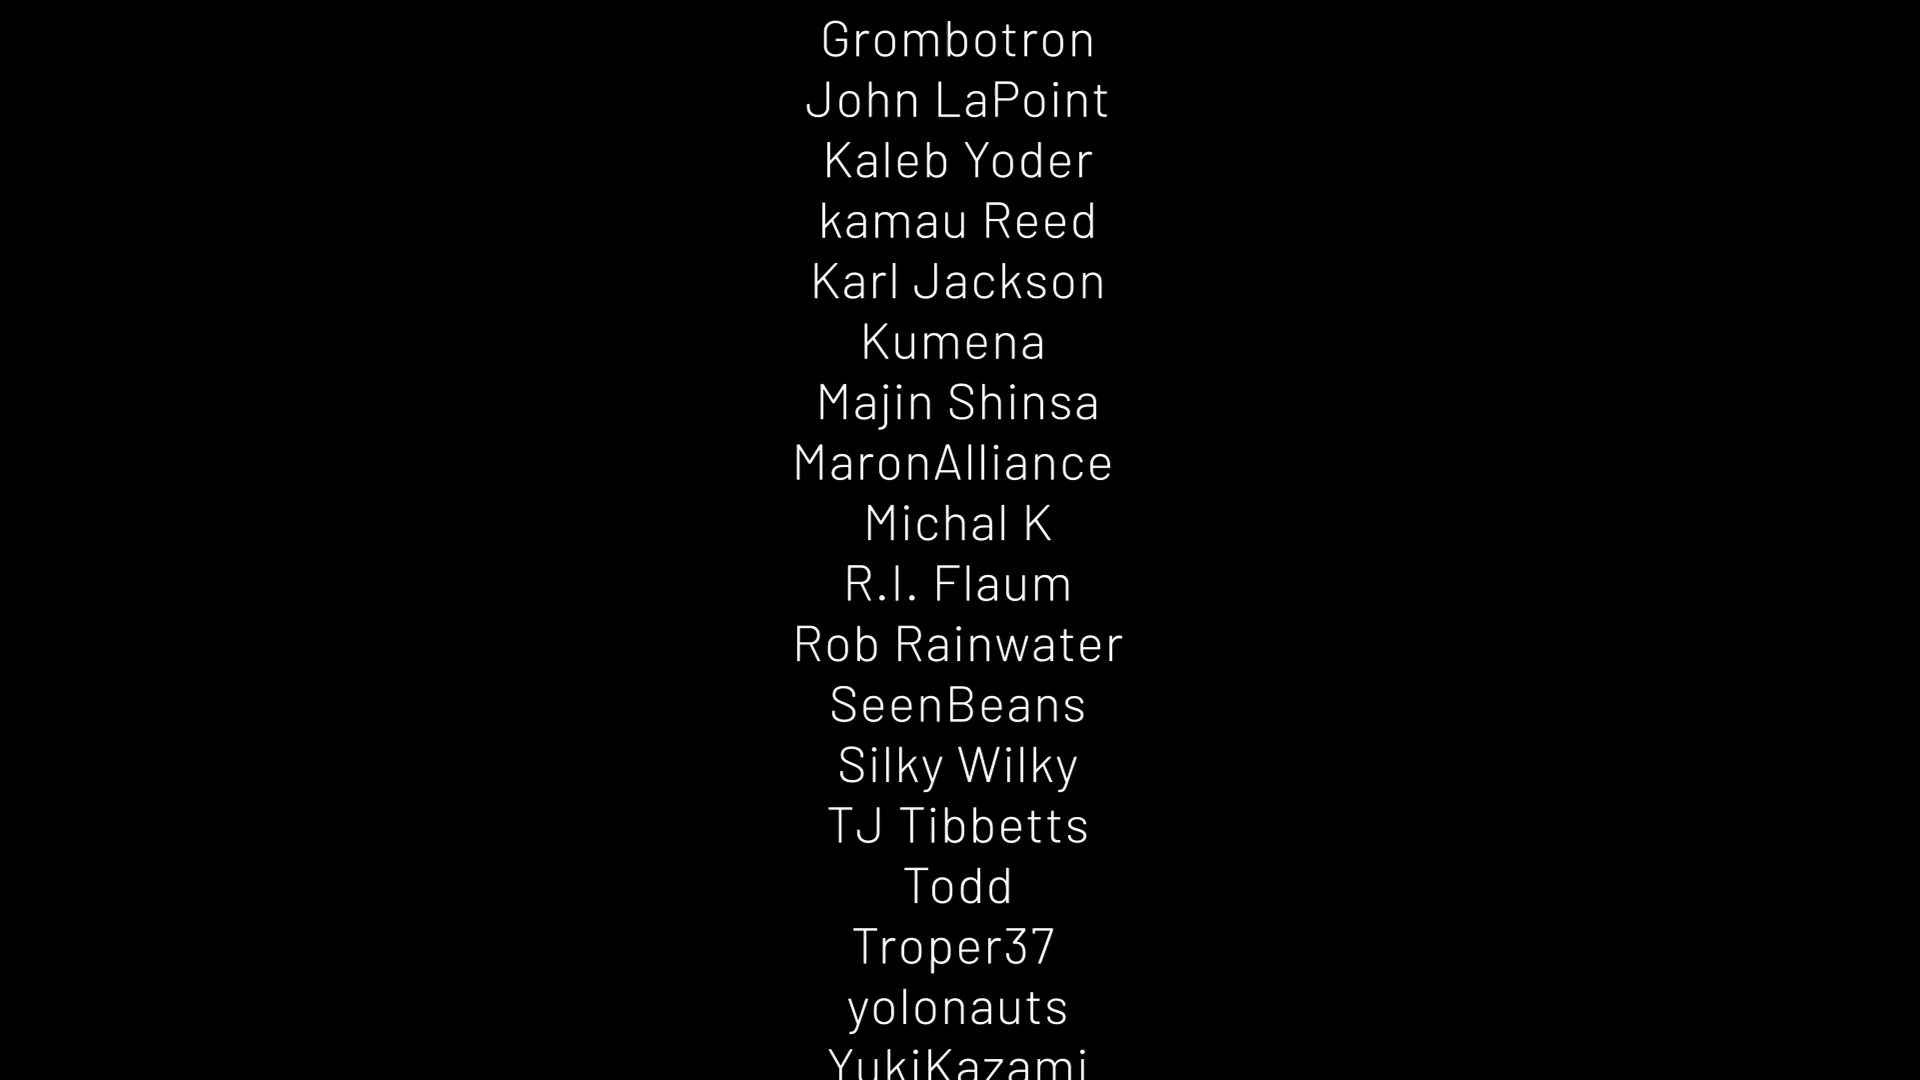 Grombotron
John LaPoint
Kaleb Yoder
kamau Reed
Karl Jackson
Kumena
Majin Shinsa
MaronAlliance
Michal K
R.I. Flaum
Rob Rainwater
SeenBeans
Silky Wilky
TJ Tibbetts
Todd
Troper37
yolonauts
YukiKazami